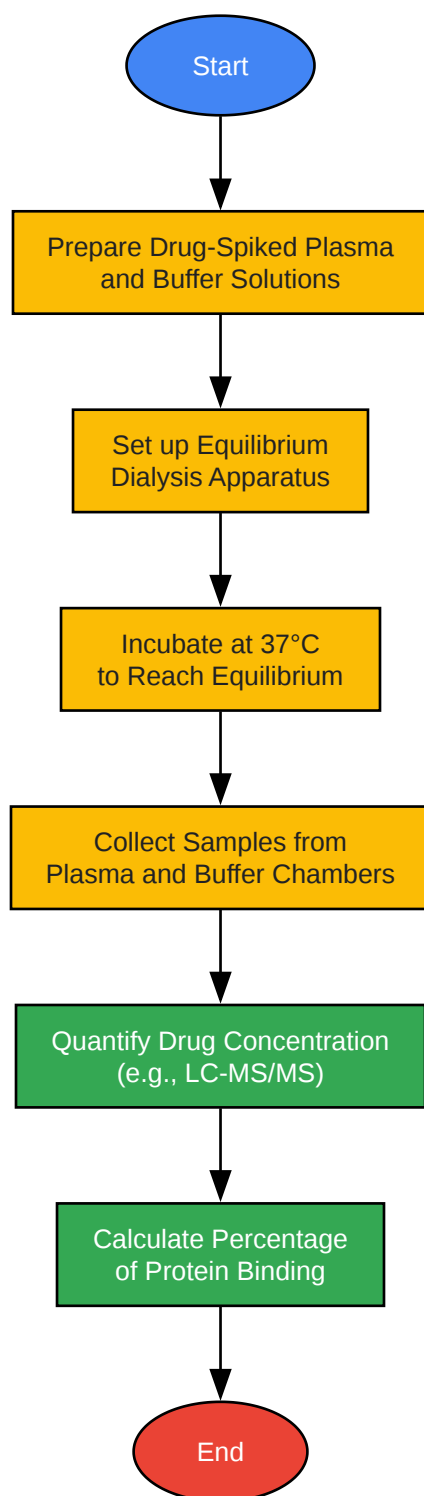 Start
Prepare Drug-Spiked Plasma
and Buffer Solutions
Set up Equilibrium
Dialysis Apparatus
Incubate at 37°C
to Reach Equilibrium
Collect Samples from
Plasma and Buffer Chambers
Quantify Drug Concentration
(e.g., LC-MS/MS)
Calculate Percentage
of Protein Binding
End